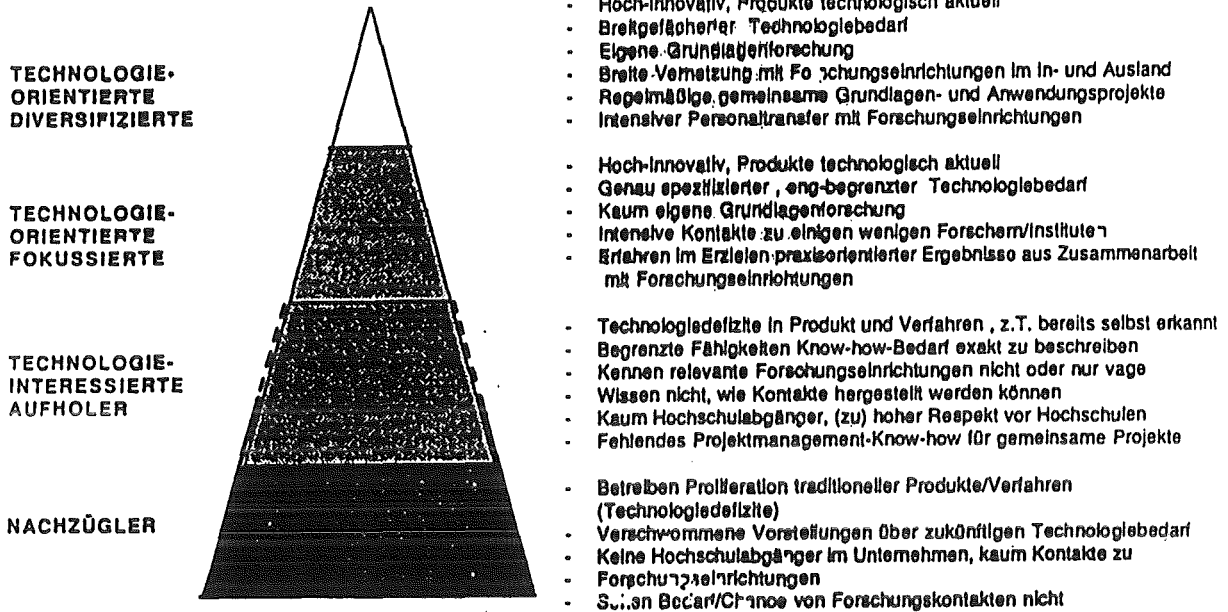 - Hoch-Innovativ, Produkte technologisch aktuell
- Breitgefächerter Technologiebedarf
- Eigene Grundlagenforschung
TECHNOLOGIE-
ORIENTIERTE
DIVERSIFIZIERTE
- Breite Vernetzung mit Forschungseinrichtungen im In- und Ausland
- Regelmäßige gemeinsame Grundlagen- und Anwendungsprojekte
- Intensiver Personaltransfer mit Forschungseinrichtungen
TECHNOLOGIE-
ORIENTIERTE
FOKUSSIERTE
- Hoch-Innovativ, Produkte technologisch aktuell
- Genau spezifizierter , eng-begrenzter Technologiebedarf
- Kaum eigene Grundlagenforschung
- Intensive Kontakte zu einigen wenigen Forschern/Instituten
- Erfahren im Erzielen praxisorientierter Ergebnisse aus Zusammenarbeit
mit Forschungseinrichtungen
TECHNOLOGIE-
INTERESSIERTE
AUFHOLER
- Technologiedefizite in Produkt und Verfahren , z.T. bereits selbst erkannt
- Begrenzte Fähigkeiten Know-how-Bedarf exakt zu beschreiben
- Kennen relevante Forschungseinrichtungen nicht oder nur vage
- Wissen nicht, wie Kontakte hergestellt werden können
- Kaum Hochschulabgänger, (zu) hoher Respekt vor Hochschulen
- Fehlendes Projektmanagement-Know-how für gemeinsame Projekte
NACHZÜGLER
- Betreiben Proliferation traditioneller Produkte/Verfahren
(Technologiedefizite)
- Verschwommene Vorstellungen über zukünftigen Technologiebedarf
- Keine Hochschulabgänger im Unternehmen, kaum Kontakte zu
- Forschungseinrichtungen
- Sehen Bedarf/Chance von Forschungskontakten nicht